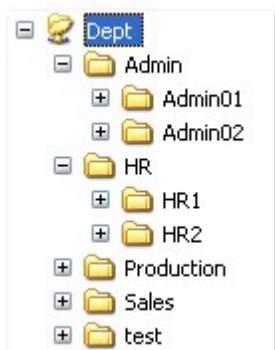 Dept
Admin
Admin01
Admin02
HR
HR1
HR2
Production
Sales
test